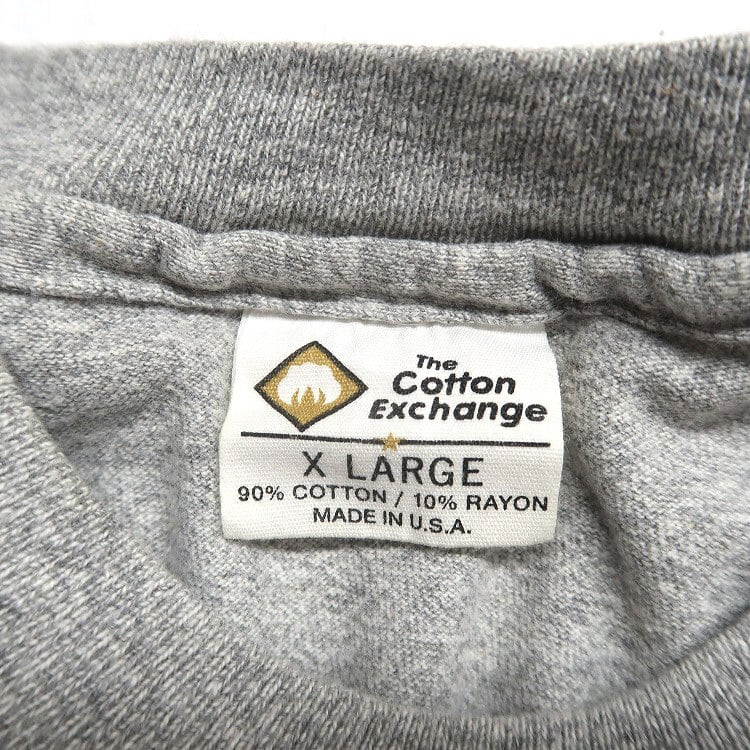 The
Cotton
Exchange
X LARGE
90% COTTON / 10% RAYON
MADE IN U.S.A.